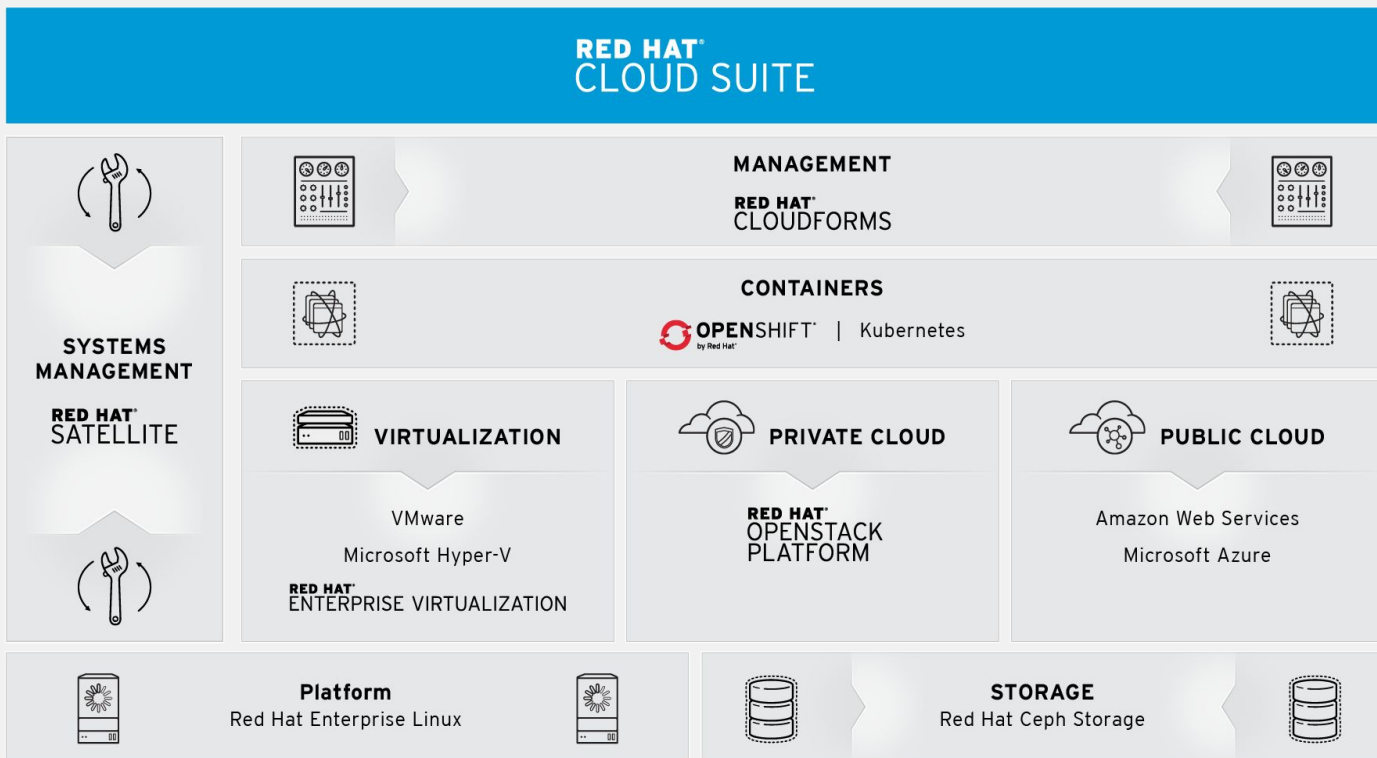 RED HAT®
CLOUD SUITE
SYSTEMS
MANAGEMENT
RED HAT®
SATELLITE
MANAGEMENT
RED HAT®
CLOUDFORMS
CONTAINERS
OPENSHIFT® | Kubernetes
by Red Hat®
VIRTUALIZATION
VMware
Microsoft Hyper-V
RED HAT®
ENTERPRISE VIRTUALIZATION
PRIVATE CLOUD
RED HAT®
OPENSTACK
PLATFORM
PUBLIC CLOUD
Amazon Web Services
Microsoft Azure
Platform
Red Hat Enterprise Linux
STORAGE
Red Hat Ceph Storage